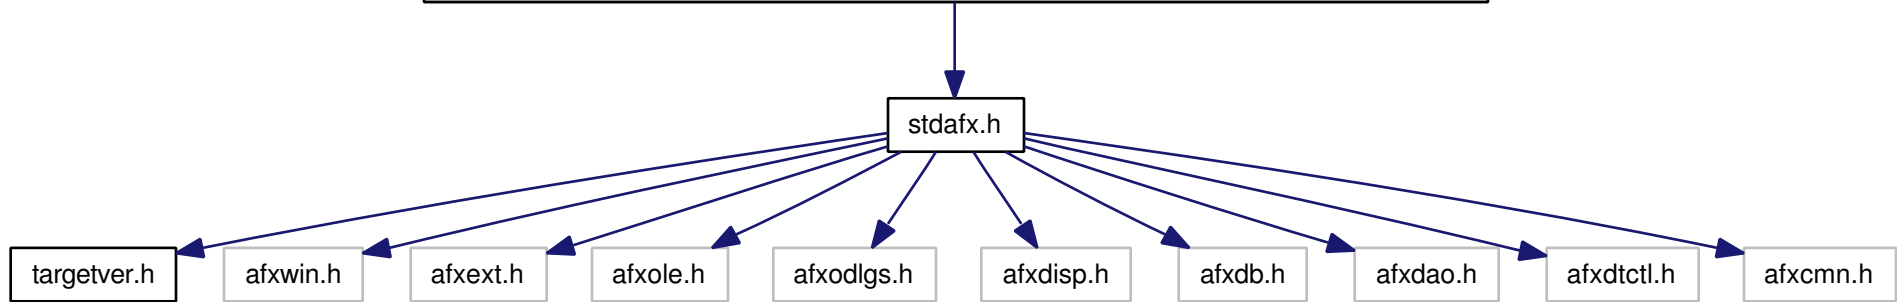 stdafx.h
targetver.h
afxwin.h
afxext.h
afxole.h
afxodlgs.h
afxdisp.h
afxdb.h
afxdao.h
afxdtctl.h
afxcmn.h